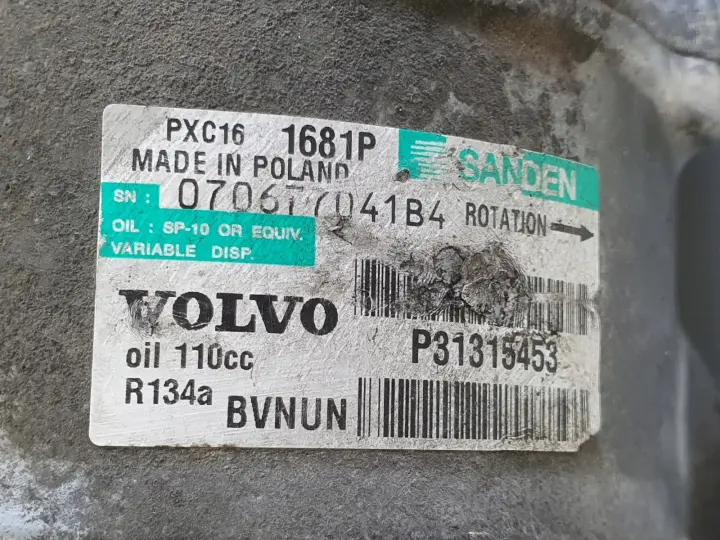 PXC16 1681P SANDEN
MADE IN POLAND
SN : 0706T7041B4 ROTATION →
OIL : SP-10 OR EQUIV.
VARIABLE DISP.
VOLVO
oil 110cc P31315453
R134a BVNUN